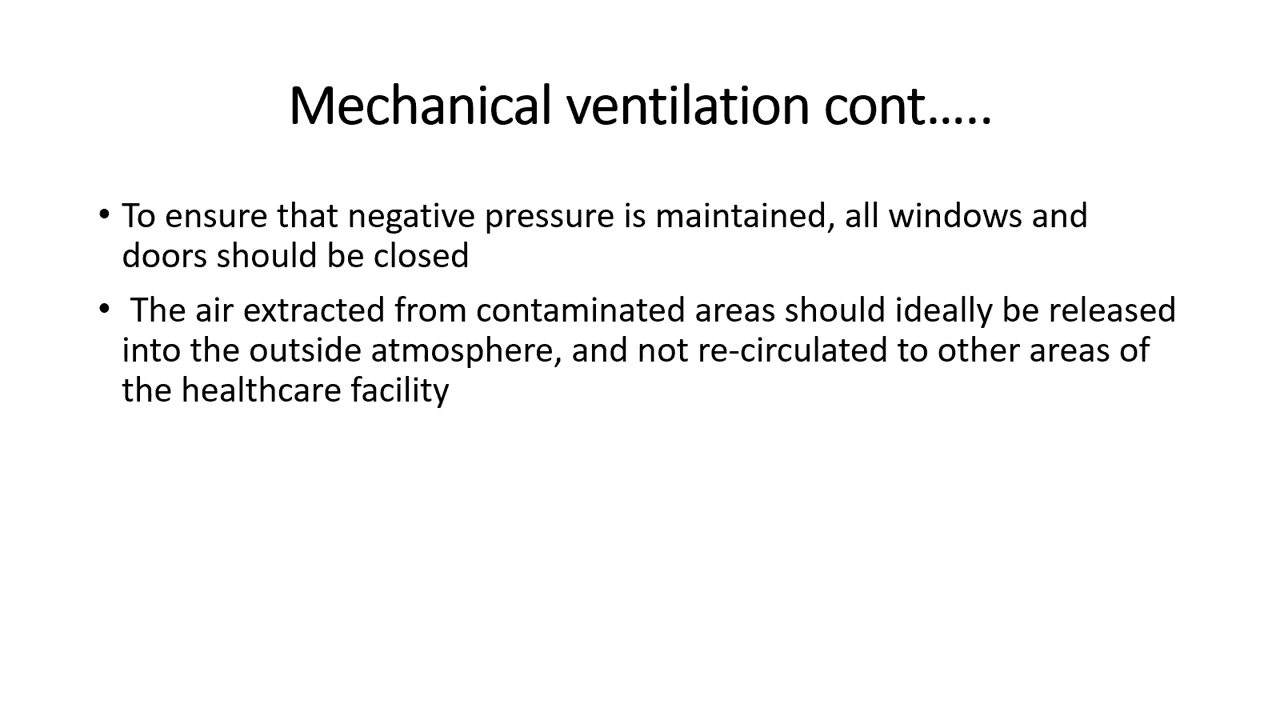 Mechanical ventilation cont…..
• To ensure that negative pressure is maintained, all windows and
doors should be closed
• The air extracted from contaminated areas should ideally be released
into the outside atmosphere, and not re-circulated to other areas of
the healthcare facility